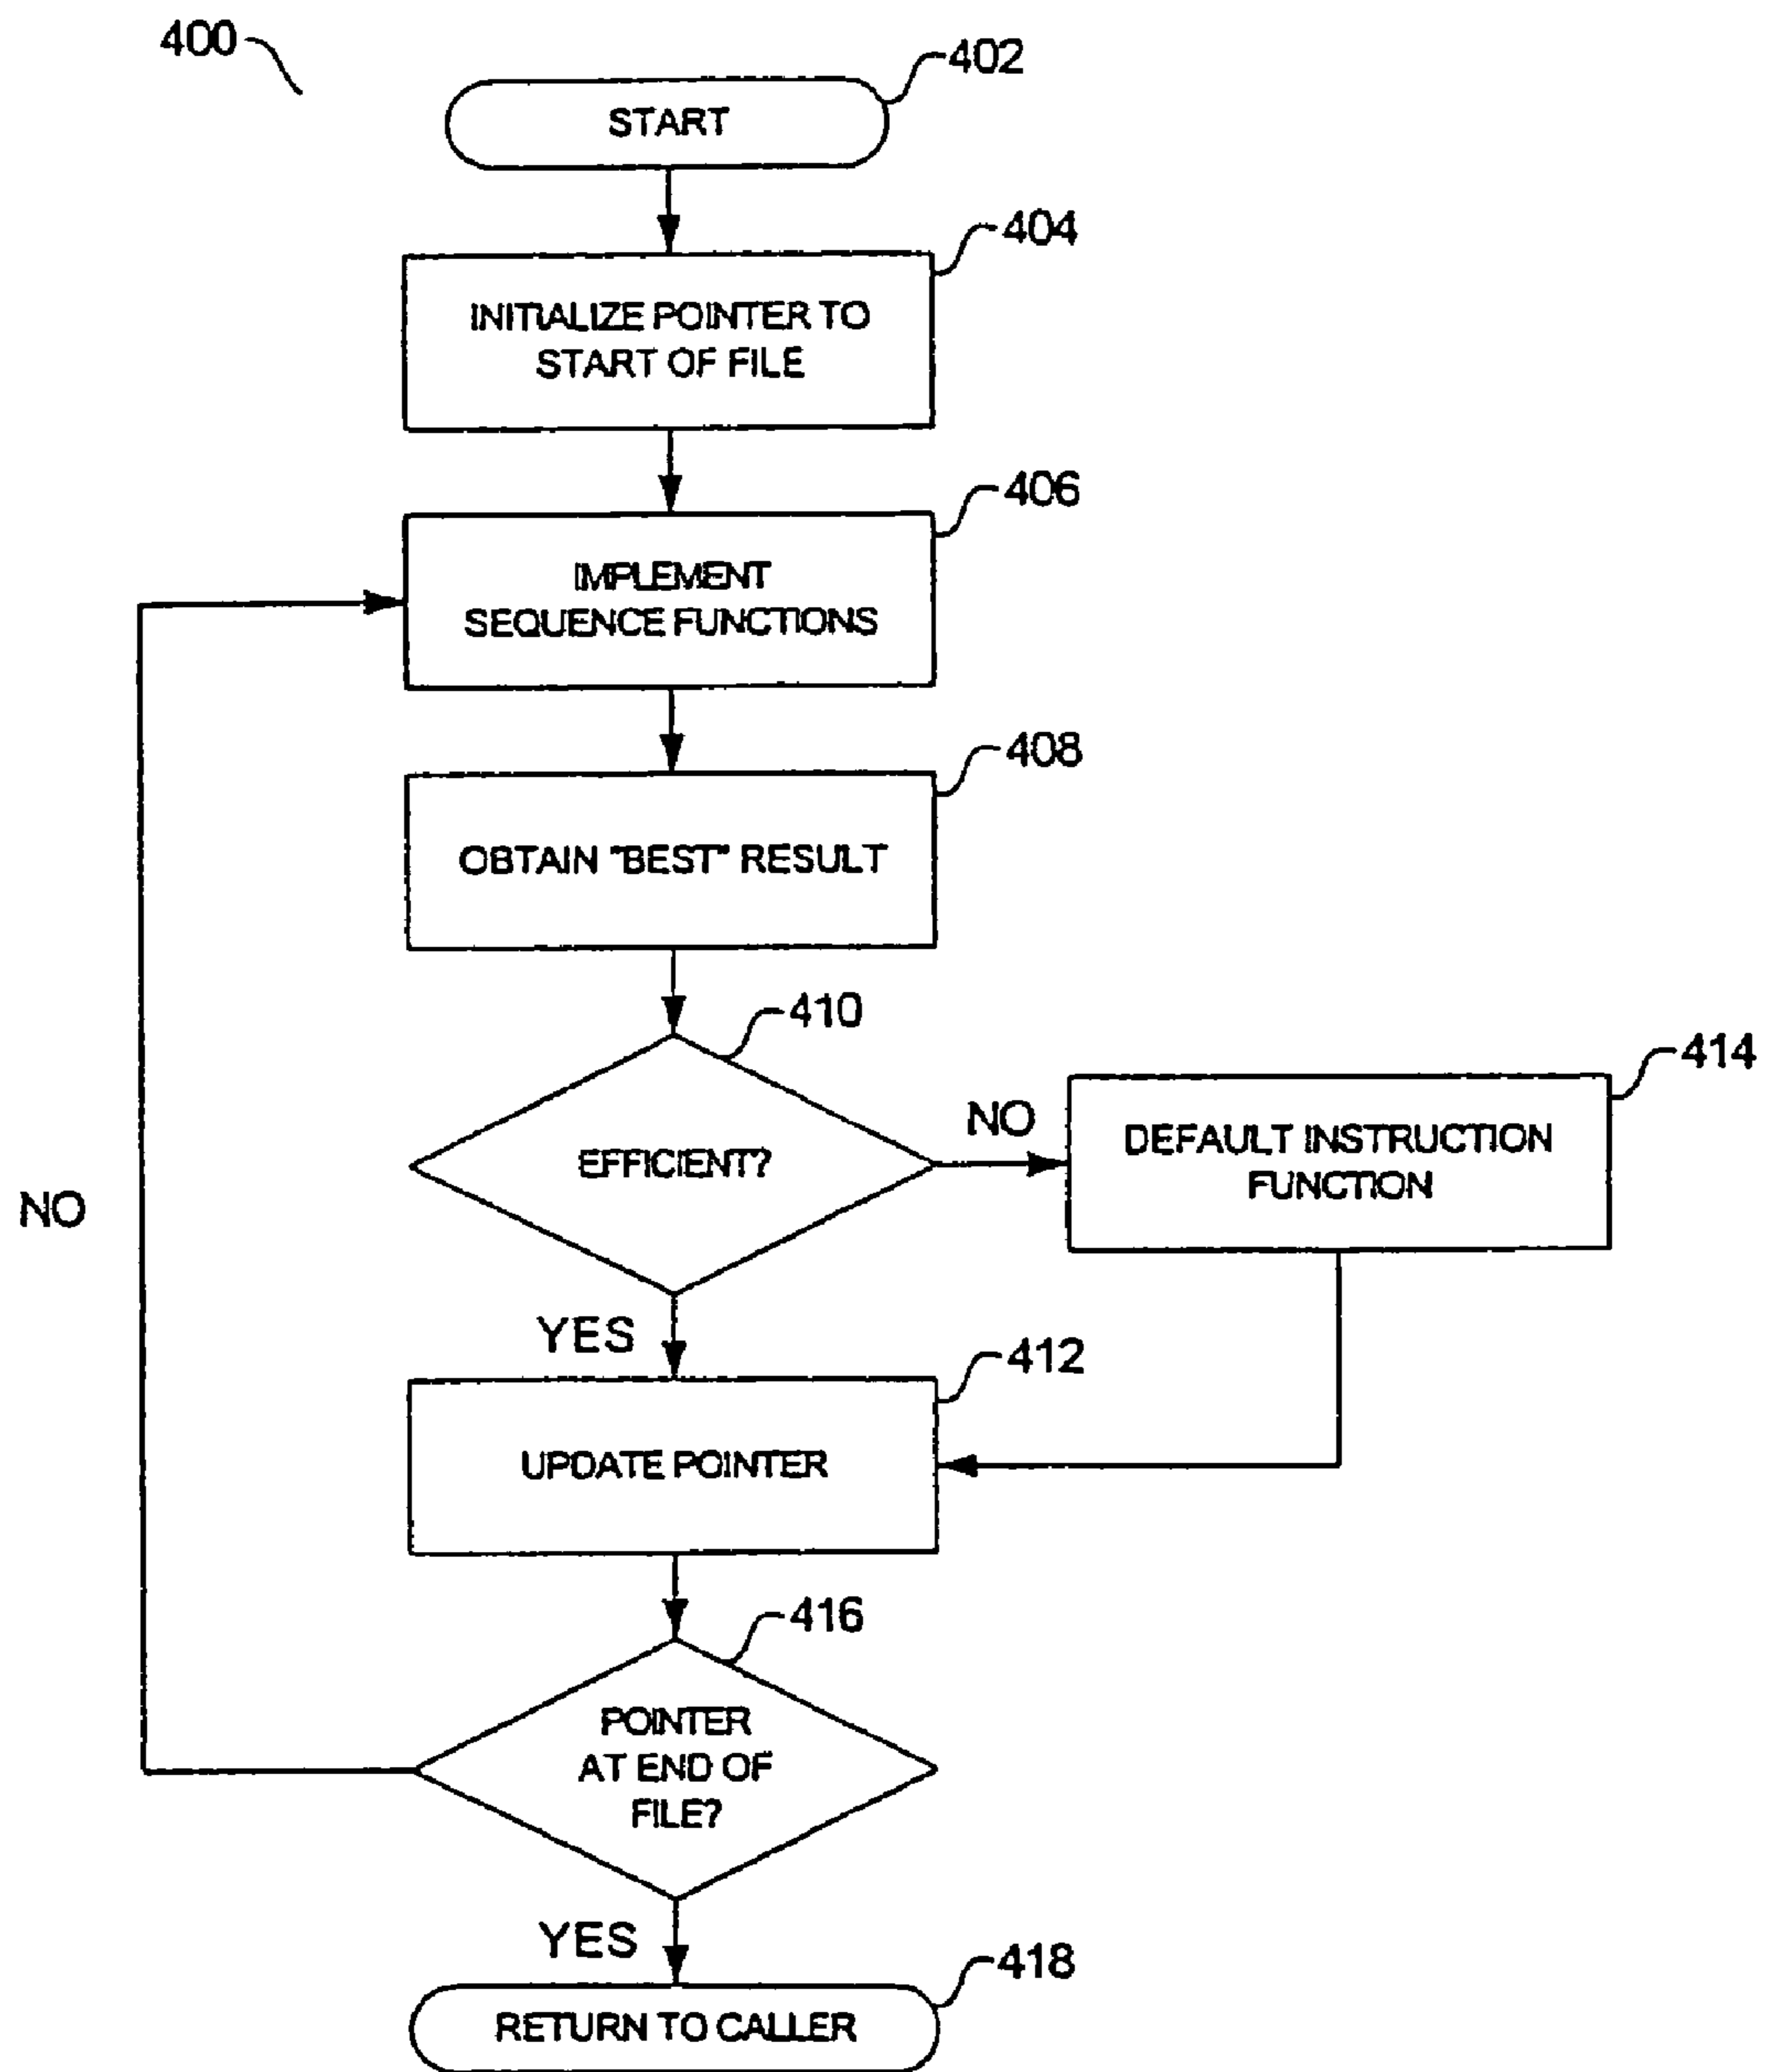 400
402
START
404
INITIALIZE POINTER TO
START OF FILE
406
IMPLEMENT
SEQUENCE FUNCTIONS
408
OBTAIN "BEST" RESULT
410
EFFICIENT?
NO
414
DEFAULT INSTRUCTION
FUNCTION
NO
YES
412
UPDATE POINTER
416
POINTER
AT END OF
FILE?
YES
418
RETURN TO CALLER